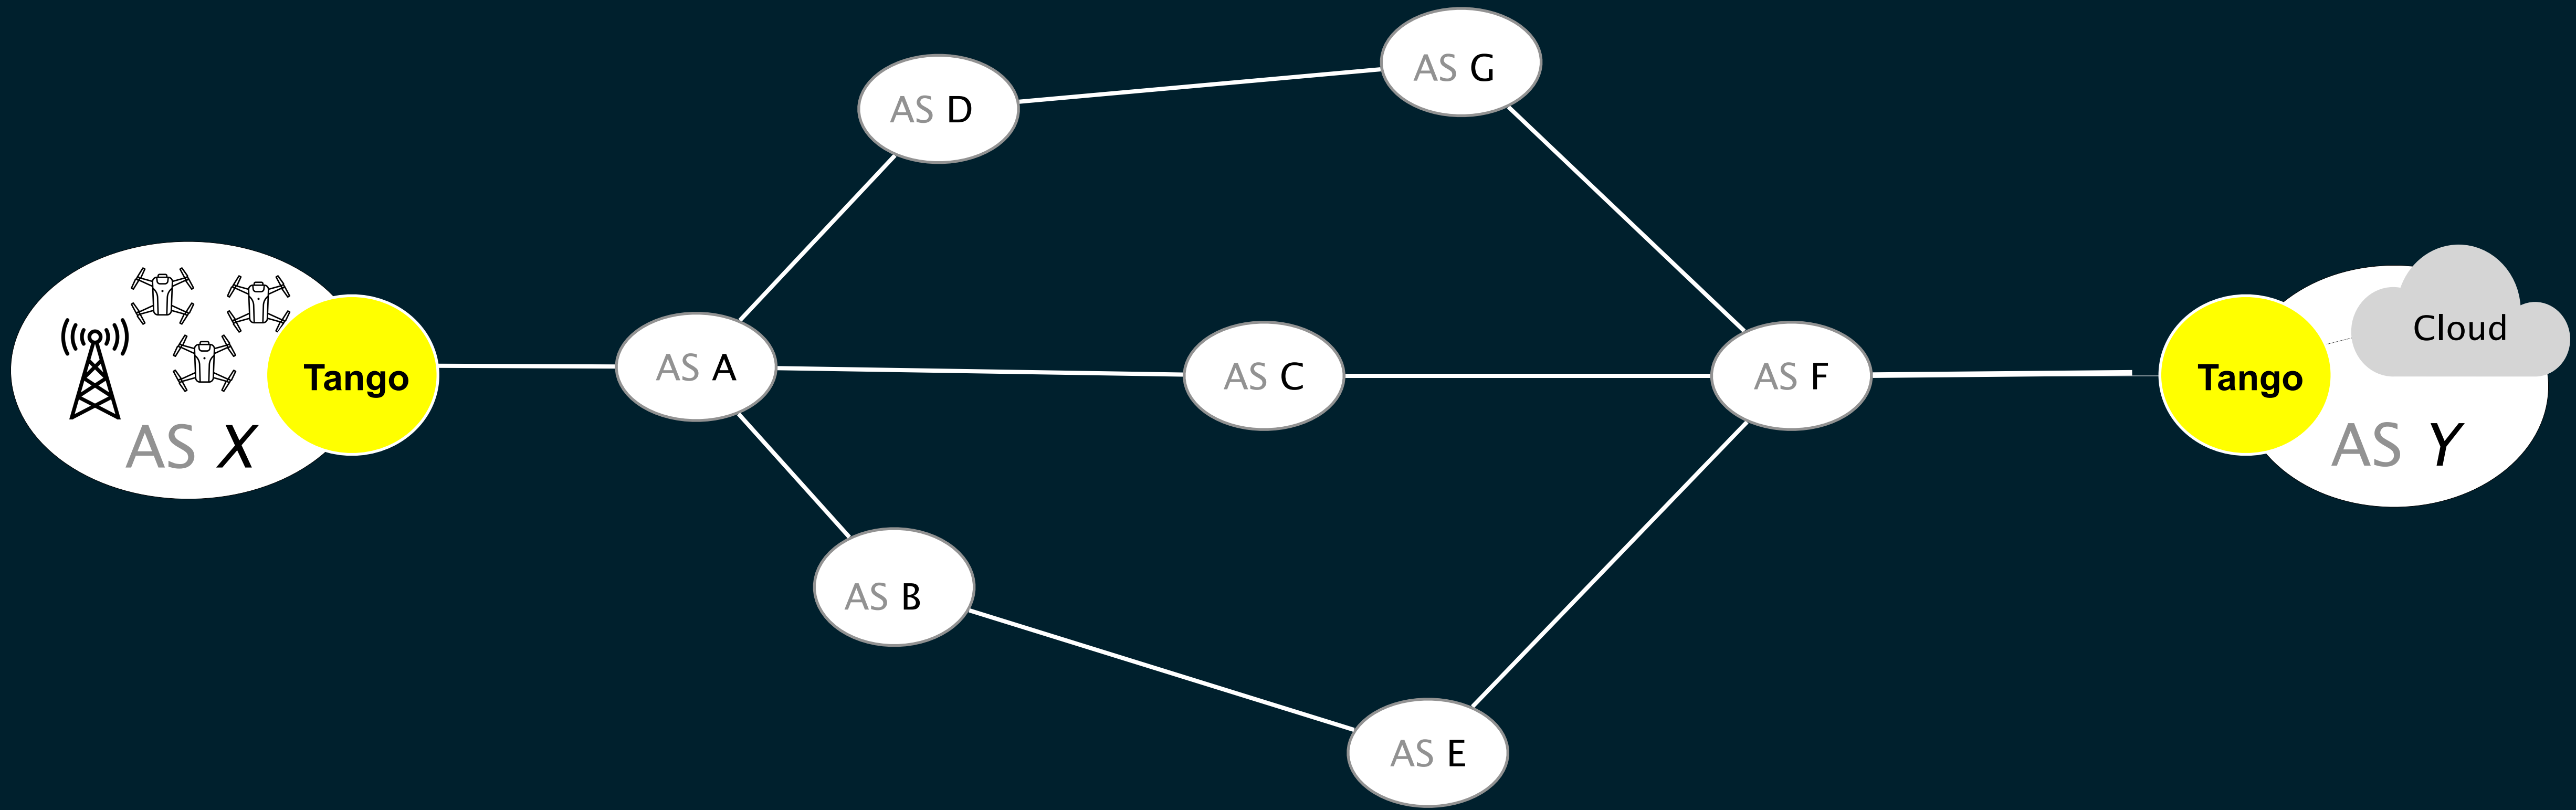 AS G
AS D
Cloud
AS A
AS C
AS F
Tango
Tango
AS X
AS Y
AS B
AS E